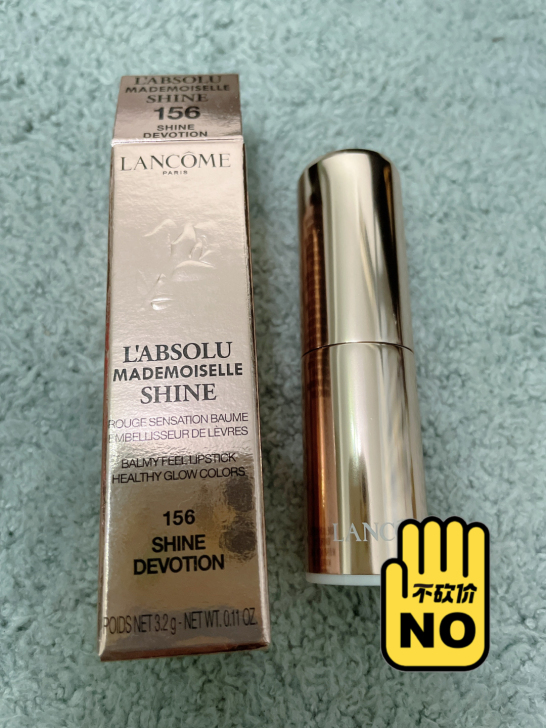 L'ABSOLU
MADEMOISELLE
SHINE
156
SHINE
DEVOTION
LANCÔME
PARIS
L'ABSOLU
MADEMOISELLE
SHINE
ROUGE SENSATION BAUME
EMBELLISSEUR DE LÈVRES
BALMY FEEL LIPSTICK
HEALTHY GLOW COLORS
156
SHINE
DEVOTION
POIDS NET 3.2 g - NET WT. 0.11 OZ.
LANC
不砍价
NO